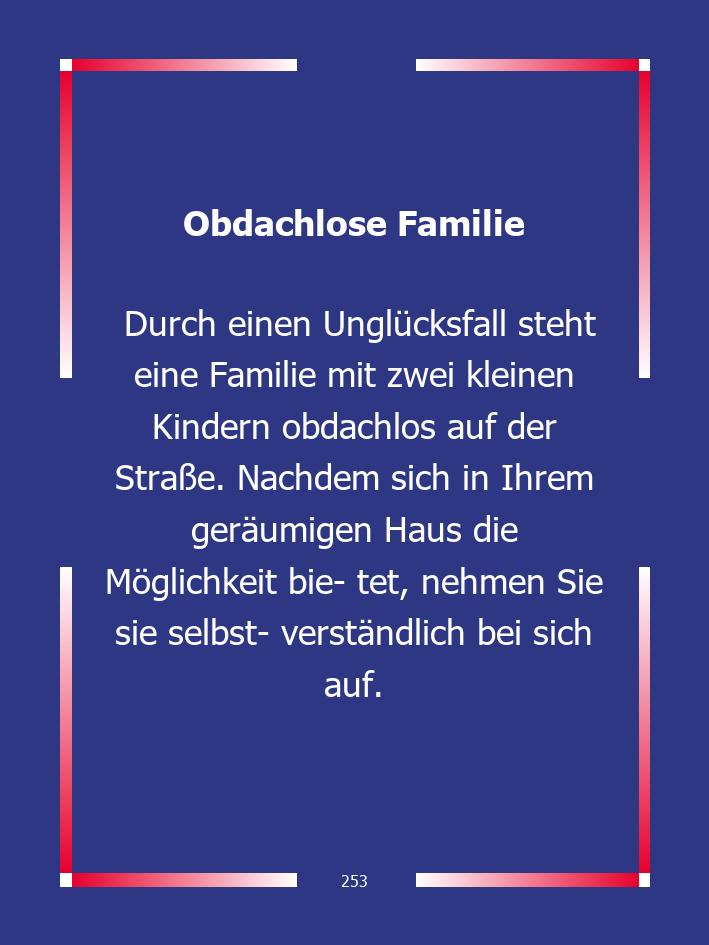 Obdachlose Familie
Durch einen Unglücksfall steht
eine Familie mit zwei kleinen
Kindern obdachlos auf der
Straße. Nachdem sich in Ihrem
geräumigen Haus die
Möglichkeit bie- tet, nehmen Sie
sie selbst- verständlich bei sich
auf.
253